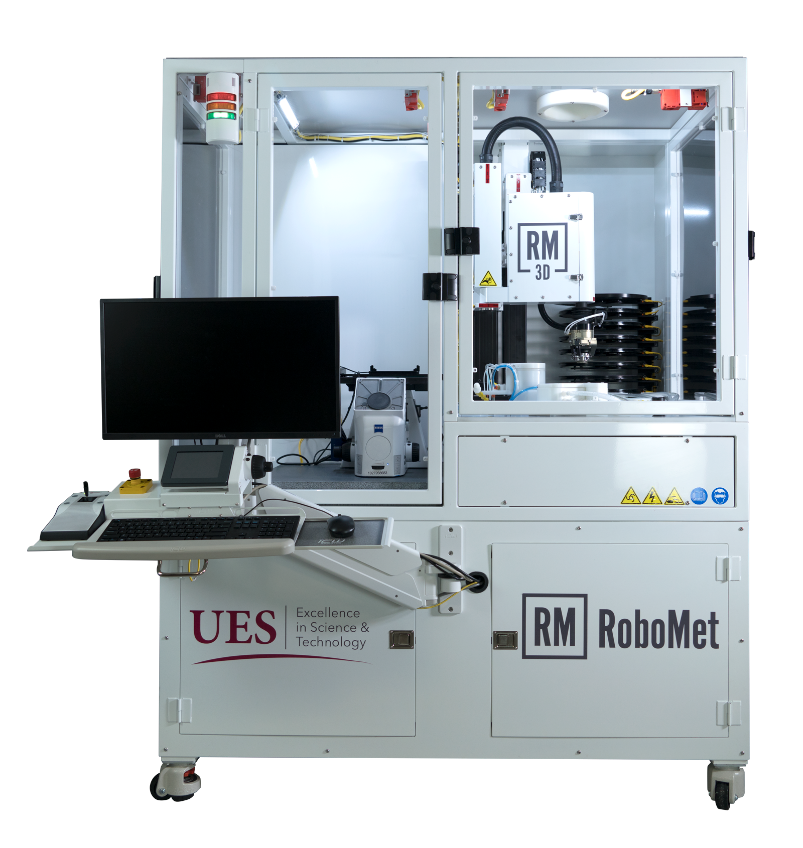 RM
3D
UES
Excellence
in Science &
Technology
RM
RoboMet